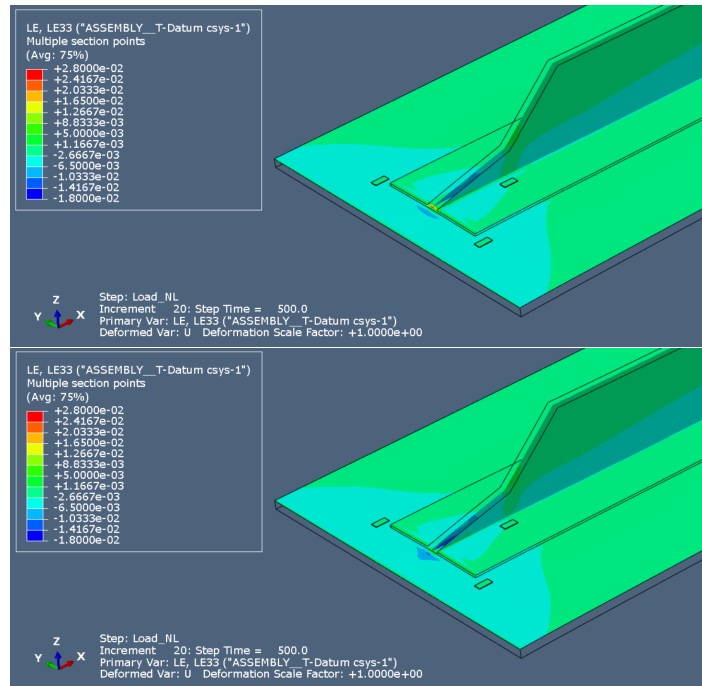 LE, LE33 ("ASSEMBLY__T-Datum csys-1")
Multiple section points
(Avg: 75%)
+2.8000e-02
+2.4167e-02
+2.0333e-02
+1.6500e-02
+1.2667e-02
+8.8333e-03
+5.0000e-03
+1.1667e-03
-2.6667e-03
-6.5000e-03
-1.0333e-02
-1.4167e-02
-1.8000e-02
Z
Y
X
Step: Load_NL
Increment 20: Step Time = 500.0
Primary Var: LE, LE33 ("ASSEMBLY__T-Datum csys-1")
Deformed Var: U Deformation Scale Factor: +1.0000e+00
LE, LE33 ("ASSEMBLY__T-Datum csys-1")
Multiple section points
(Avg: 75%)
+2.8000e-02
+2.4167e-02
+2.0333e-02
+1.6500e-02
+1.2667e-02
+8.8333e-03
+5.0000e-03
+1.1667e-03
-2.6667e-03
-6.5000e-03
-1.0333e-02
-1.4167e-02
-1.8000e-02
Z
Y
X
Step: Load_NL
Increment 20: Step Time = 500.0
Primary Var: LE, LE33 ("ASSEMBLY__T-Datum csys-1")
Deformed Var: U Deformation Scale Factor: +1.0000e+00